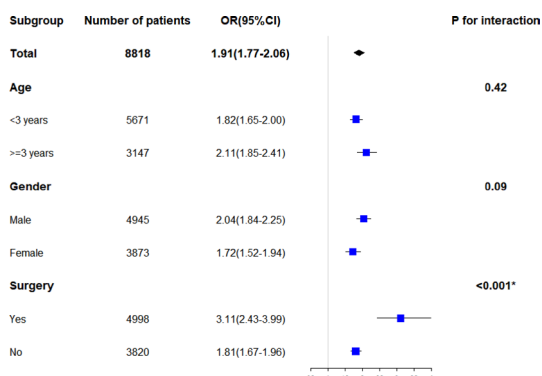 Subgroup Number of patients OR(95%CI) P for interaction
Total 8818 1.91(1.77-2.06)
Age 0.42
<3 years 5671 1.82(1.65-2.00)
>=3 years 3147 2.11(1.85-2.41)
Gender 0.09
Male 4945 2.04(1.84-2.25)
Female 3873 1.72(1.52-1.94)
Surgery <0.001*
Yes 4998 3.11(2.43-3.99)
No 3820 1.81(1.67-1.96)